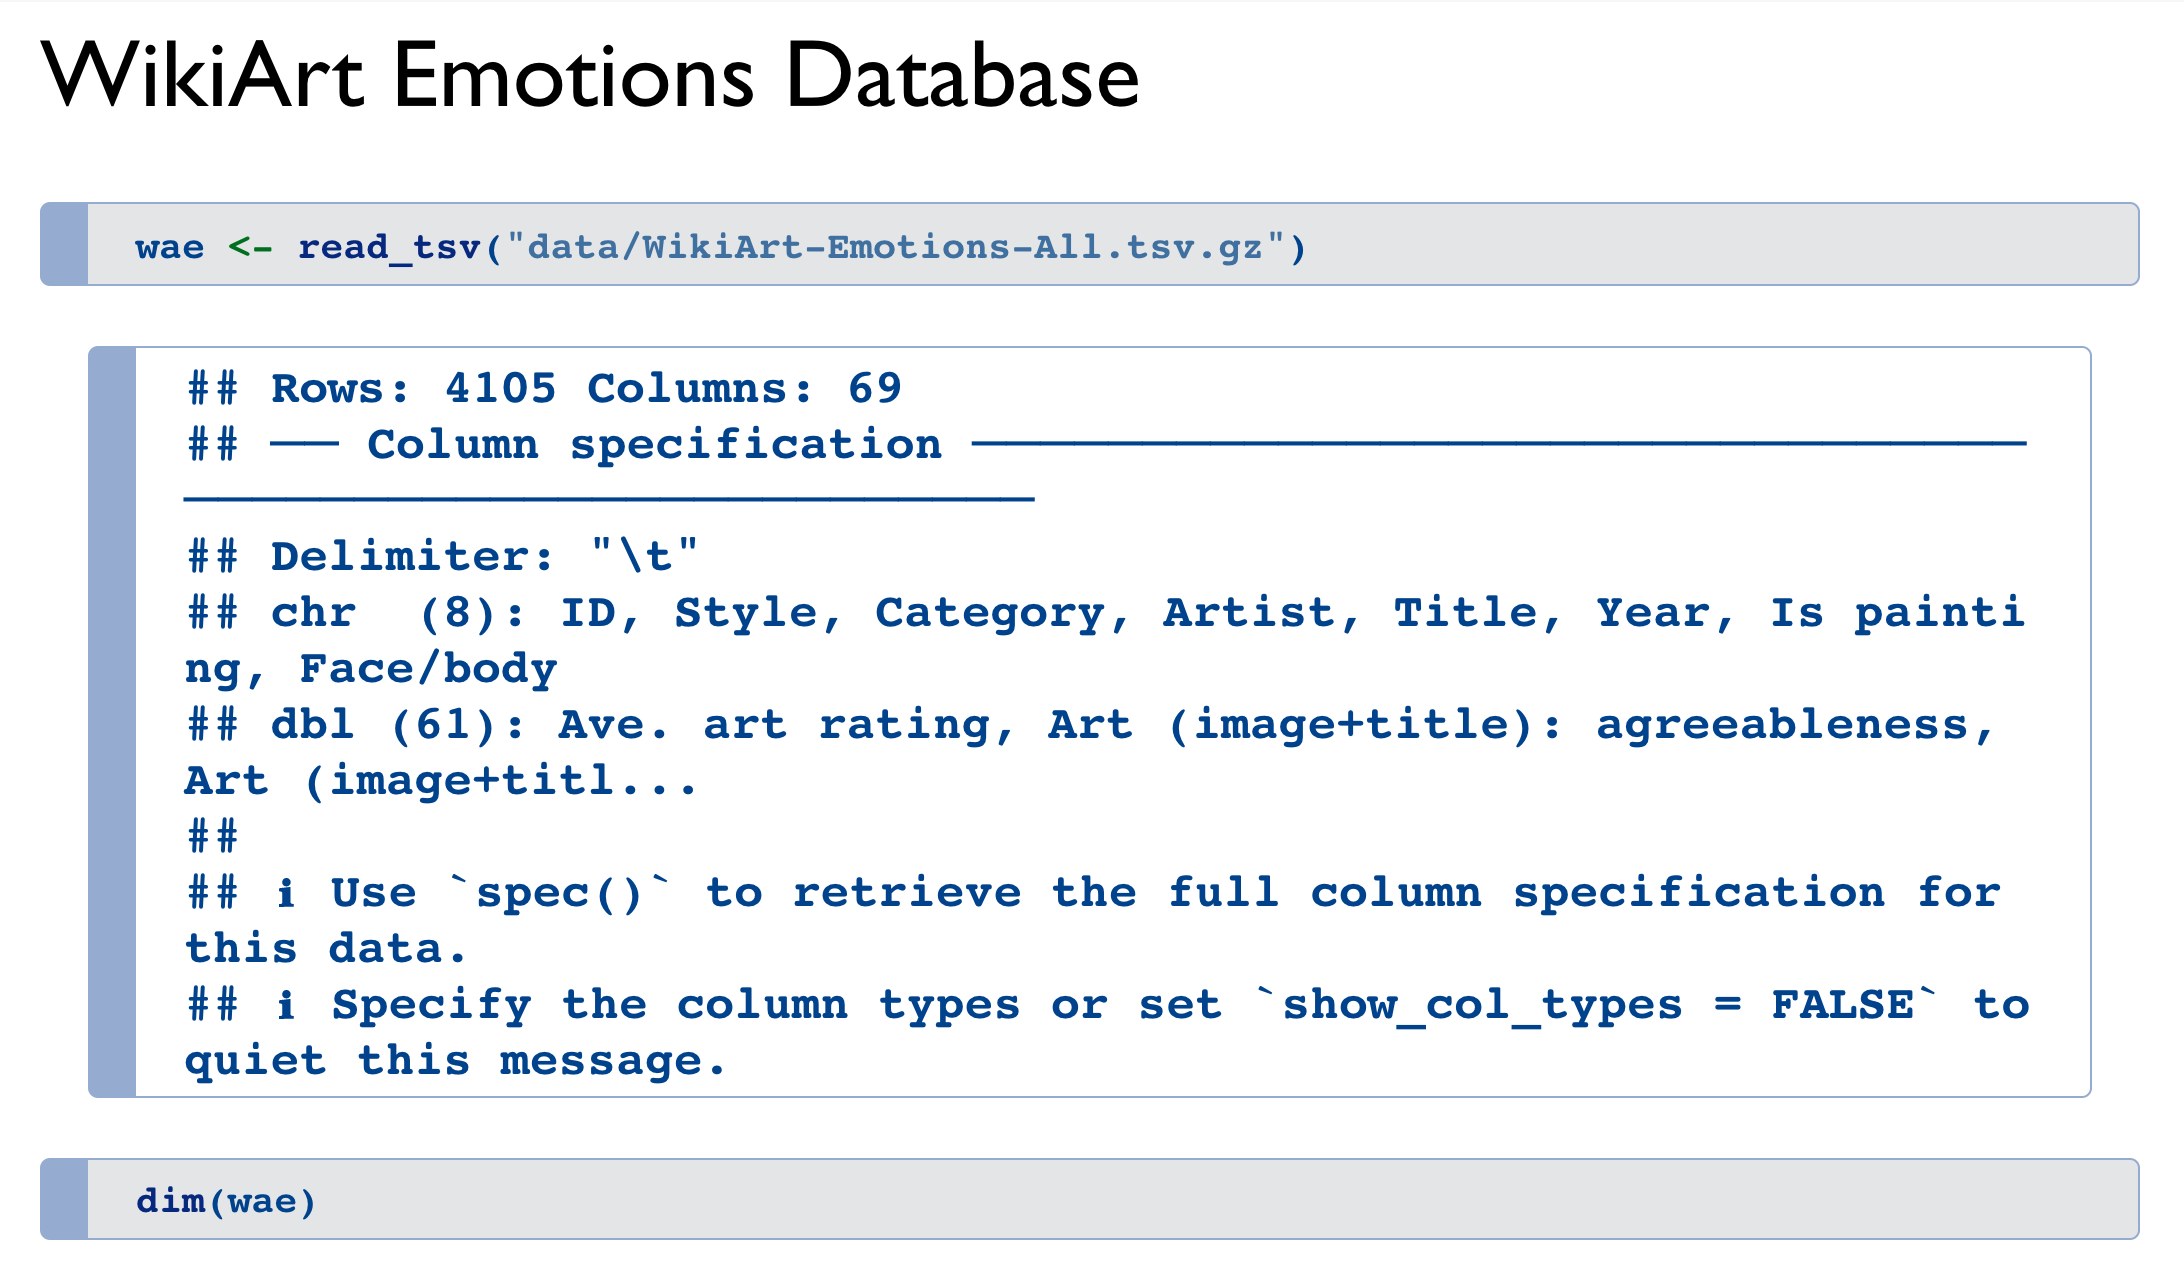 WikiArt Emotions Database
wae <- read_tsv("data/WikiArt-Emotions-All.tsv.gz")
## Rows: 4105 Columns: 69
## ── Column specification ───────────────────────────────
─────────────────────────
## Delimiter: "\t"
## chr  (8): ID, Style, Category, Artist, Title, Year, Is painti
ng, Face/body
## dbl (61): Ave. art rating, Art (image+title): agreeableness,
Art (image+titl...
##
## ℹ Use `spec()` to retrieve the full column specification for
this data.
## ℹ Specify the column types or set `show_col_types = FALSE` to
quiet this message.
dim(wae)